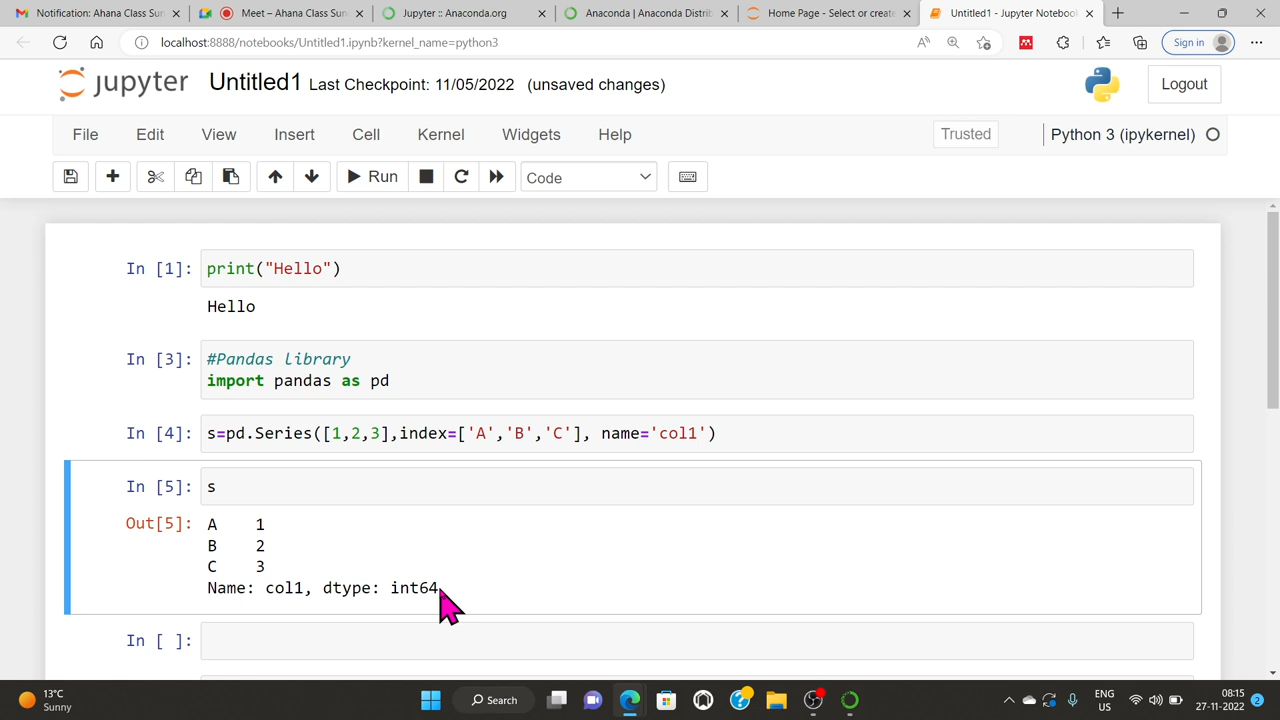 Notification: Ahana Class Sun
Meet – Ahana Class Sun
Jupyter :: Anaconda.org
Anaconda | Anaconda Distrib
Home Page - Select or create
Untitled1 - Jupyter Notebook
localhost:8888/notebooks/Untitled1.ipynb?kernel_name=python3
Sign in
jupyter Untitled1 Last Checkpoint: 11/05/2022 (unsaved changes)
Logout
File Edit View Insert Cell Kernel Widgets Help
Trusted
Python 3 (ipykernel)
Run
Code
In [1]: print("Hello")
Hello
In [3]: #Pandas library
import pandas as pd
In [4]: s=pd.Series([1,2,3],index=['A','B','C'], name='col1')
In [5]: s
Out[5]: A 1
B 2
C 3
Name: col1, dtype: int64
In [ ]:
13°C
Sunny
Search
ENG
US
08:15
27-11-2022
2